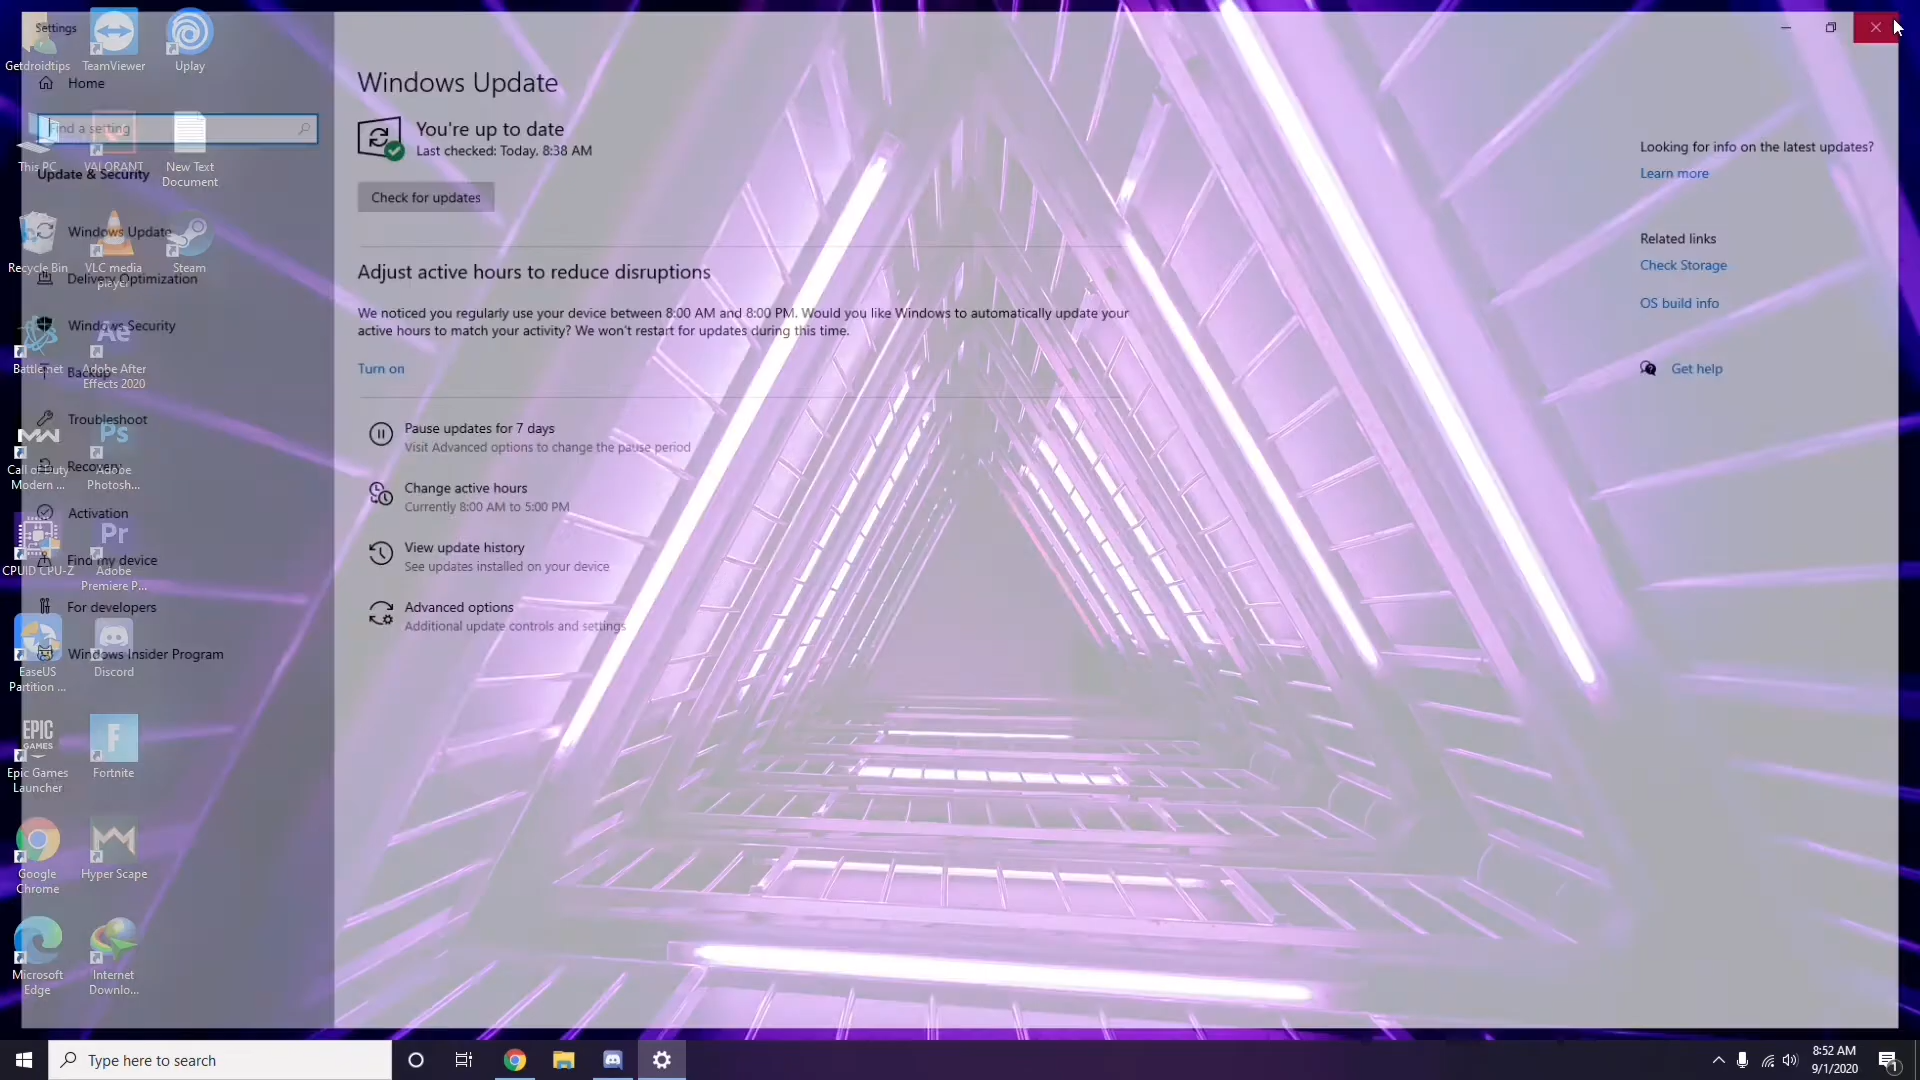 Settings
Home
Find a setting
Update & Security
Windows Update
Delivery Optimization
Windows Security
Backup
Troubleshoot
Recovery
Activation
Find my device
For developers
Windows Insider Program
Getdroidtips
TeamViewer
Uplay
This PC
VALORANT
New Text
Document
Recycle Bin
VLC media
player
Steam
Battle.net
Ae
Adobe After
Effects 2020
Call of Duty
Modern ...
Ps
Adobe
Photosh...
CPUID CPU-Z
Pr
Adobe
Premiere P...
EaseUS
Partition ...
Discord
EPIC
GAMES
Epic Games
Launcher
Fortnite
Google
Chrome
Hyper Scape
Microsoft
Edge
Internet
Downlo...
Windows Update
You're up to date
Last checked: Today, 8:38 AM
Check for updates
Adjust active hours to reduce disruptions
We noticed you regularly use your device between 8:00 AM and 8:00 PM. Would you like Windows to automatically update your
active hours to match your activity? We won't restart for updates during this time.
Turn on
Pause updates for 7 days
Visit Advanced options to change the pause period
Change active hours
Currently 8:00 AM to 5:00 PM
View update history
See updates installed on your device
Advanced options
Additional update controls and settings
Looking for info on the latest updates?
Learn more
Related links
Check Storage
OS build info
Get help
Type here to search
8:52 AM
9/1/2020
1